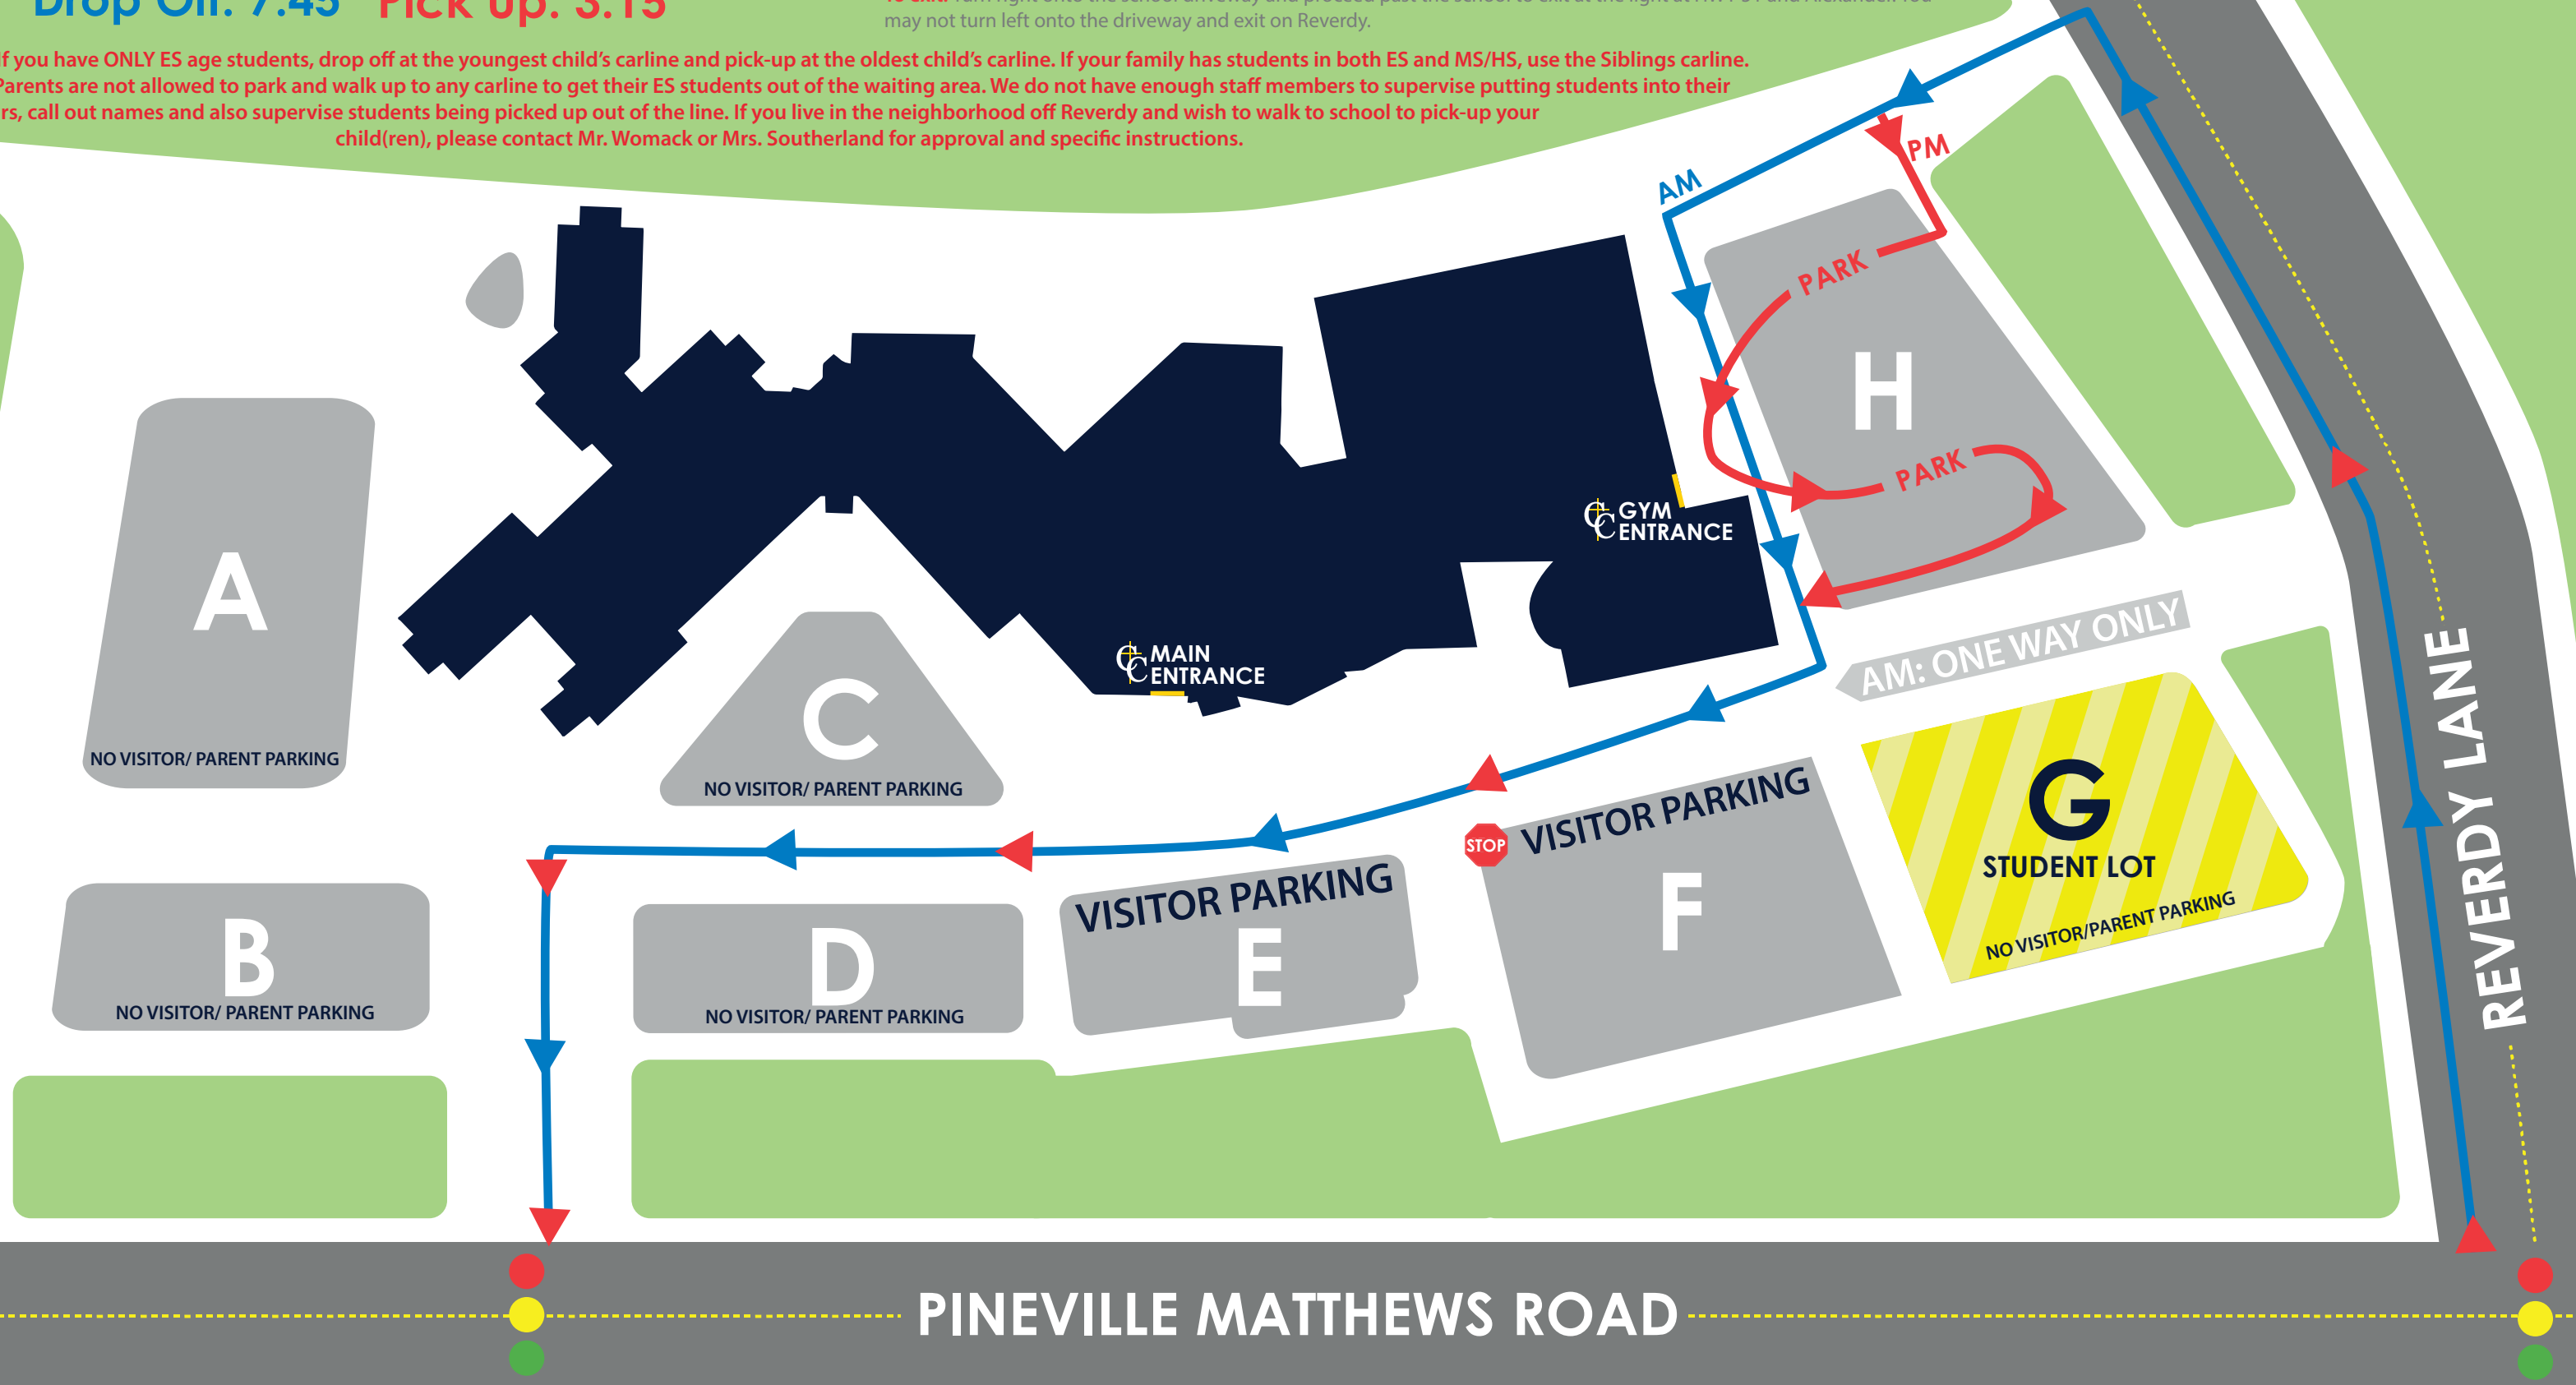 Drop Off: 7:45 Pick up: 3:15
may not turn left onto the driveway and exit on Reverdy.
If you have ONLY ES age students, drop off at the youngest child's carline and pick-up at the oldest child's carline. If your family has students in both ES and MS/HS, use the Siblings carline.
Parents are not allowed to park and walk up to any carline to get their ES students out of the waiting area. We do not have enough staff members to supervise putting students into their
rs, call out names and also supervise students being picked up out of the line. If you live in the neighborhood off Reverdy and wish to walk to school to pick-up your
child(ren), please contact Mr. Womack or Mrs. Southerland for approval and specific instructions.
PM
AM
PARK
H
PARK
CC GYM
ENTRANCE
A
NO VISITOR/ PARENT PARKING
C
NO VISITOR/ PARENT PARKING
CC MAIN
ENTRANCE
AM: ONE WAY ONLY
REVERDY LANE
G
STUDENT LOT
NO VISITOR/PARENT PARKING
STOP
VISITOR PARKING
F
VISITOR PARKING
E
B
NO VISITOR/ PARENT PARKING
D
NO VISITOR/ PARENT PARKING
PINEVILLE MATTHEWS ROAD